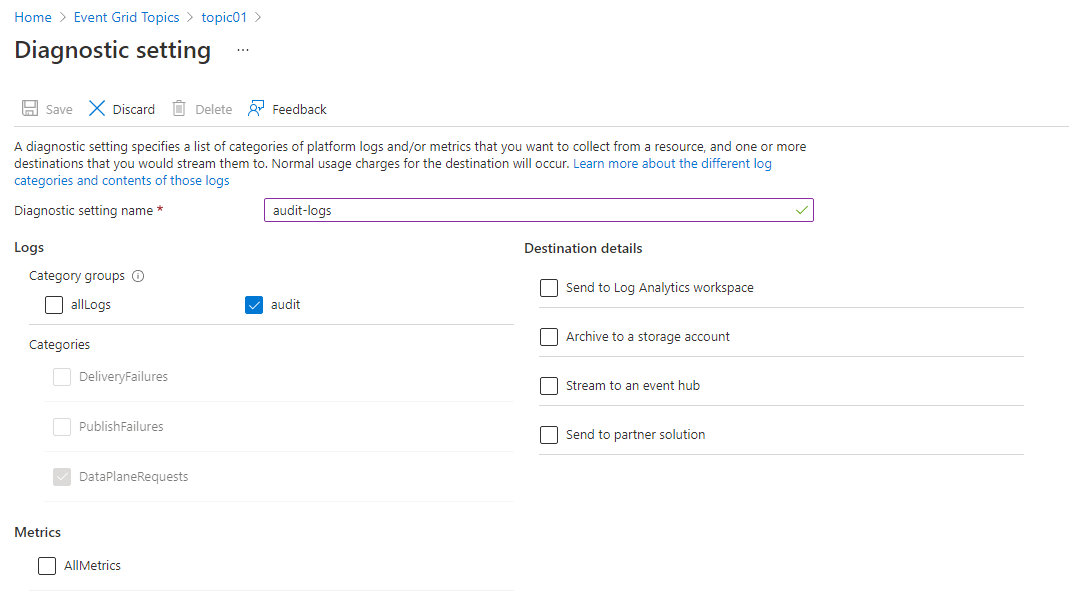 Home > Event Grid Topics > topic01 >
Diagnostic setting ...
Save Discard Delete Feedback
A diagnostic setting specifies a list of categories of platform logs and/or metrics that you want to collect from a resource, and one or more
destinations that you would stream them to. Normal usage charges for the destination will occur. Learn more about the different log
categories and contents of those logs
Diagnostic setting name * audit-logs
Logs
Category groups
allLogs audit
Categories
DeliveryFailures
PublishFailures
DataPlaneRequests
Metrics
AllMetrics
Destination details
Send to Log Analytics workspace
Archive to a storage account
Stream to an event hub
Send to partner solution